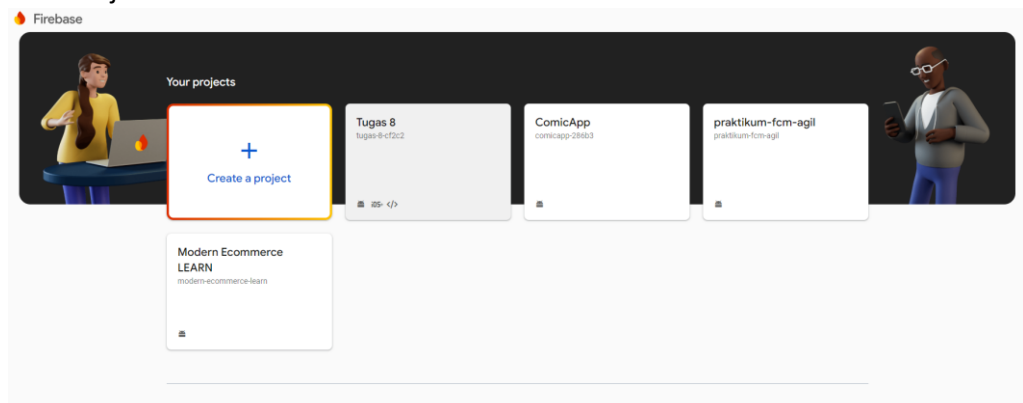 Firebase
Your projects
Create a project
Tugas 8
tugas-8-cf2c2
iOS+ </>
ComicApp
comicapp-286b3
praktikum-fcm-agil
praktikum-fcm-agil
Modern Ecommerce
LEARN
modern-ecommerce-learn